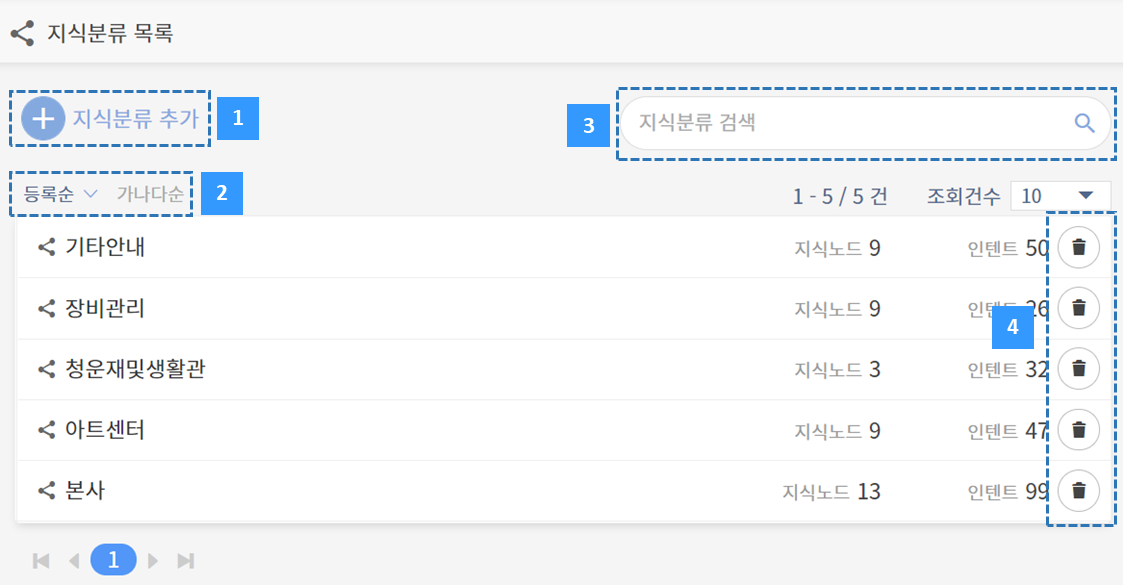 지식분류 목록
지식분류 추가 1
3 지식분류 검색
등록순 가나다순 2
1 - 5 / 5 건 조회건수 10
기타안내 지식노드 9 인텐트 50
장비관리 지식노드 9 인텐트 26
4
청운재및생활관 지식노드 3 인텐트 32
아트센터 지식노드 9 인텐트 47
본사 지식노드 13 인텐트 99
1